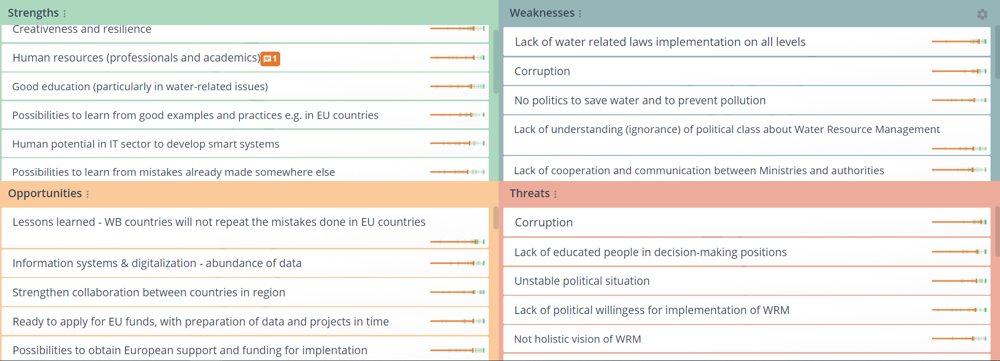 Strengths
Creativeness and resilience
Human resources (professionals and academics) 1
Good education (particularly in water-related issues)
Possibilities to learn from good examples and practices e.g. in EU countries
Human potential in IT sector to develop smart systems
Possibilities to learn from mistakes already made somewhere else
Weaknesses
Lack of water related laws implementation on all levels
Corruption
No politics to save water and to prevent pollution
Lack of understanding (ignorance) of political class about Water Resource Management
Lack of cooperation and communication between Ministries and authorities
Opportunities
Lessons learned - WB countries will not repeat the mistakes done in EU countries
Information systems & digitalization - abundance of data
Strengthen collaboration between countries in region
Ready to apply for EU funds, with preparation of data and projects in time
Possibilities to obtain European support and funding for implentation
Threats
Corruption
Lack of educated people in decision-making positions
Unstable political situation
Lack of political willingess for implementation of WRM
Not holistic vision of WRM